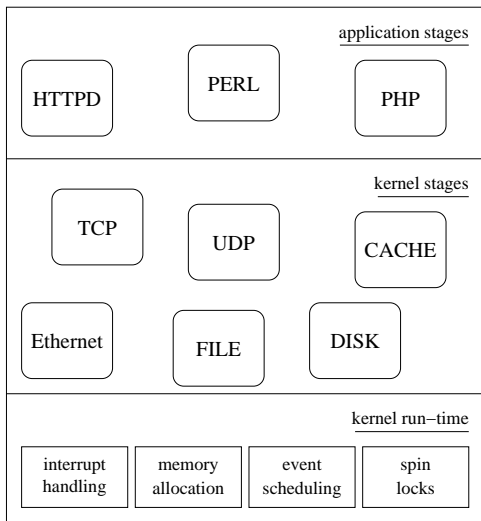 application stages
HTTPD
PERL
PHP
kernel stages
TCP
UDP
CACHE
Ethernet
FILE
DISK
kernel run−time
interrupt
handling
memory
allocation
event
scheduling
spin
locks